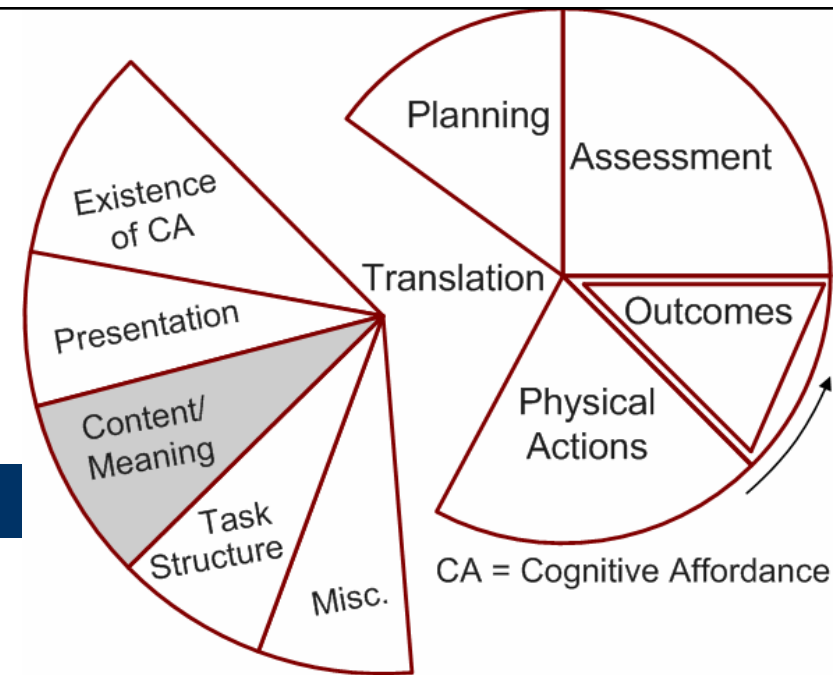 Planning
Assessment
Existence
of CA
Translation
Outcomes
Presentation
Physical
Actions
Content/
Meaning
Task
Structure
Misc.
CA = Cognitive Affordance